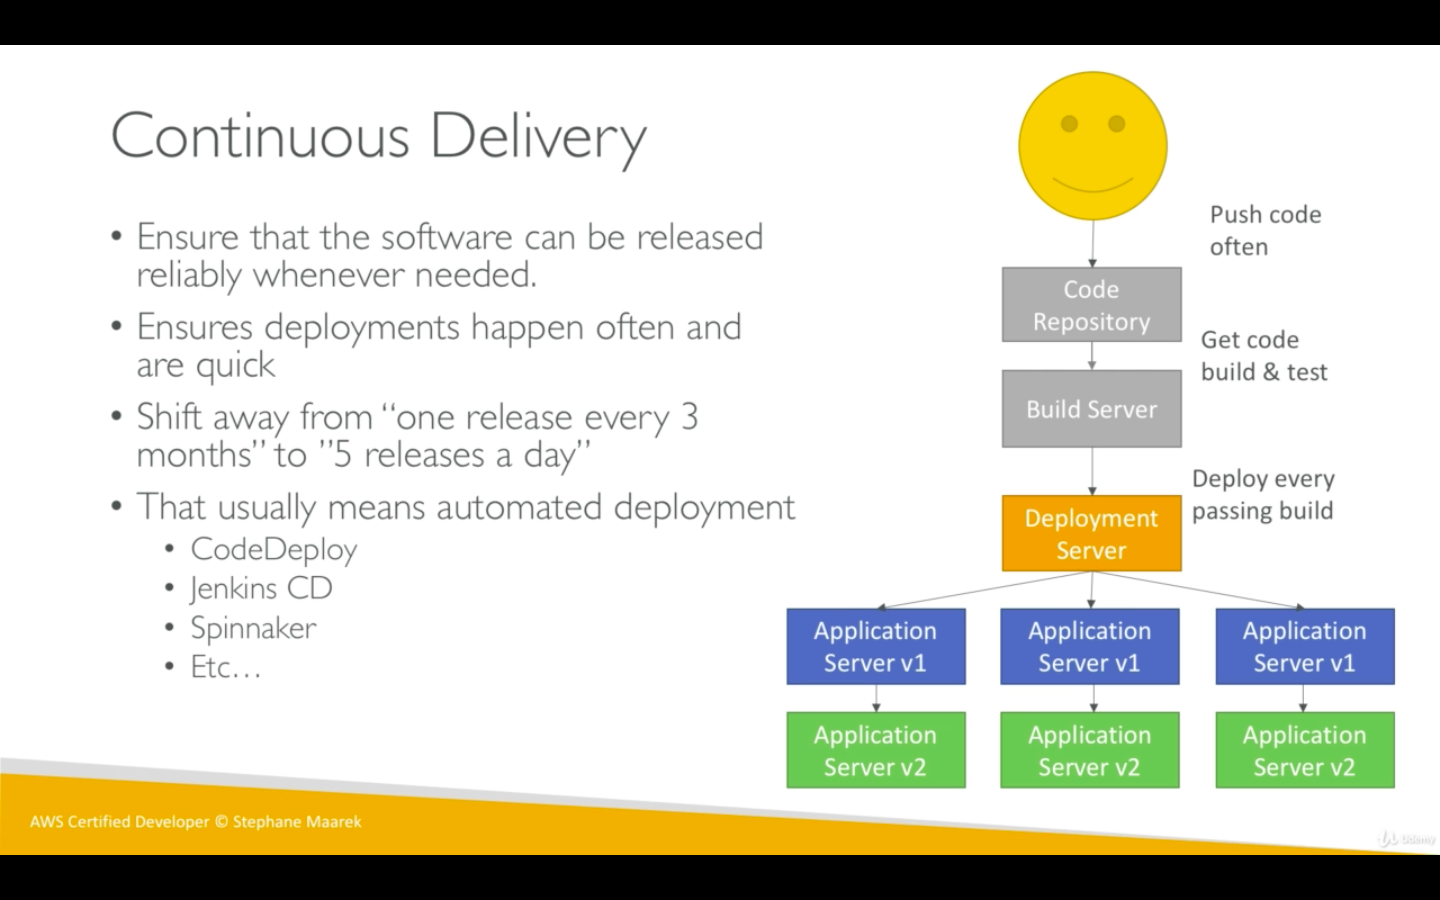 Continuous Delivery
• Ensure that the software can be released
reliably whenever needed.
• Ensures deployments happen often and
are quick
• Shift away from “one release every 3
months” to ”5 releases a day”
• That usually means automated deployment
• CodeDeploy
• Jenkins CD
• Spinnaker
• Etc…
Push code
often
Code
Repository
Get code
build & test
Build Server
Deploy every
passing build
Deployment
Server
Application
Server v1
Application
Server v1
Application
Server v1
Application
Server v2
Application
Server v2
Application
Server v2
AWS Certified Developer © Stephane Maarek
Udemy